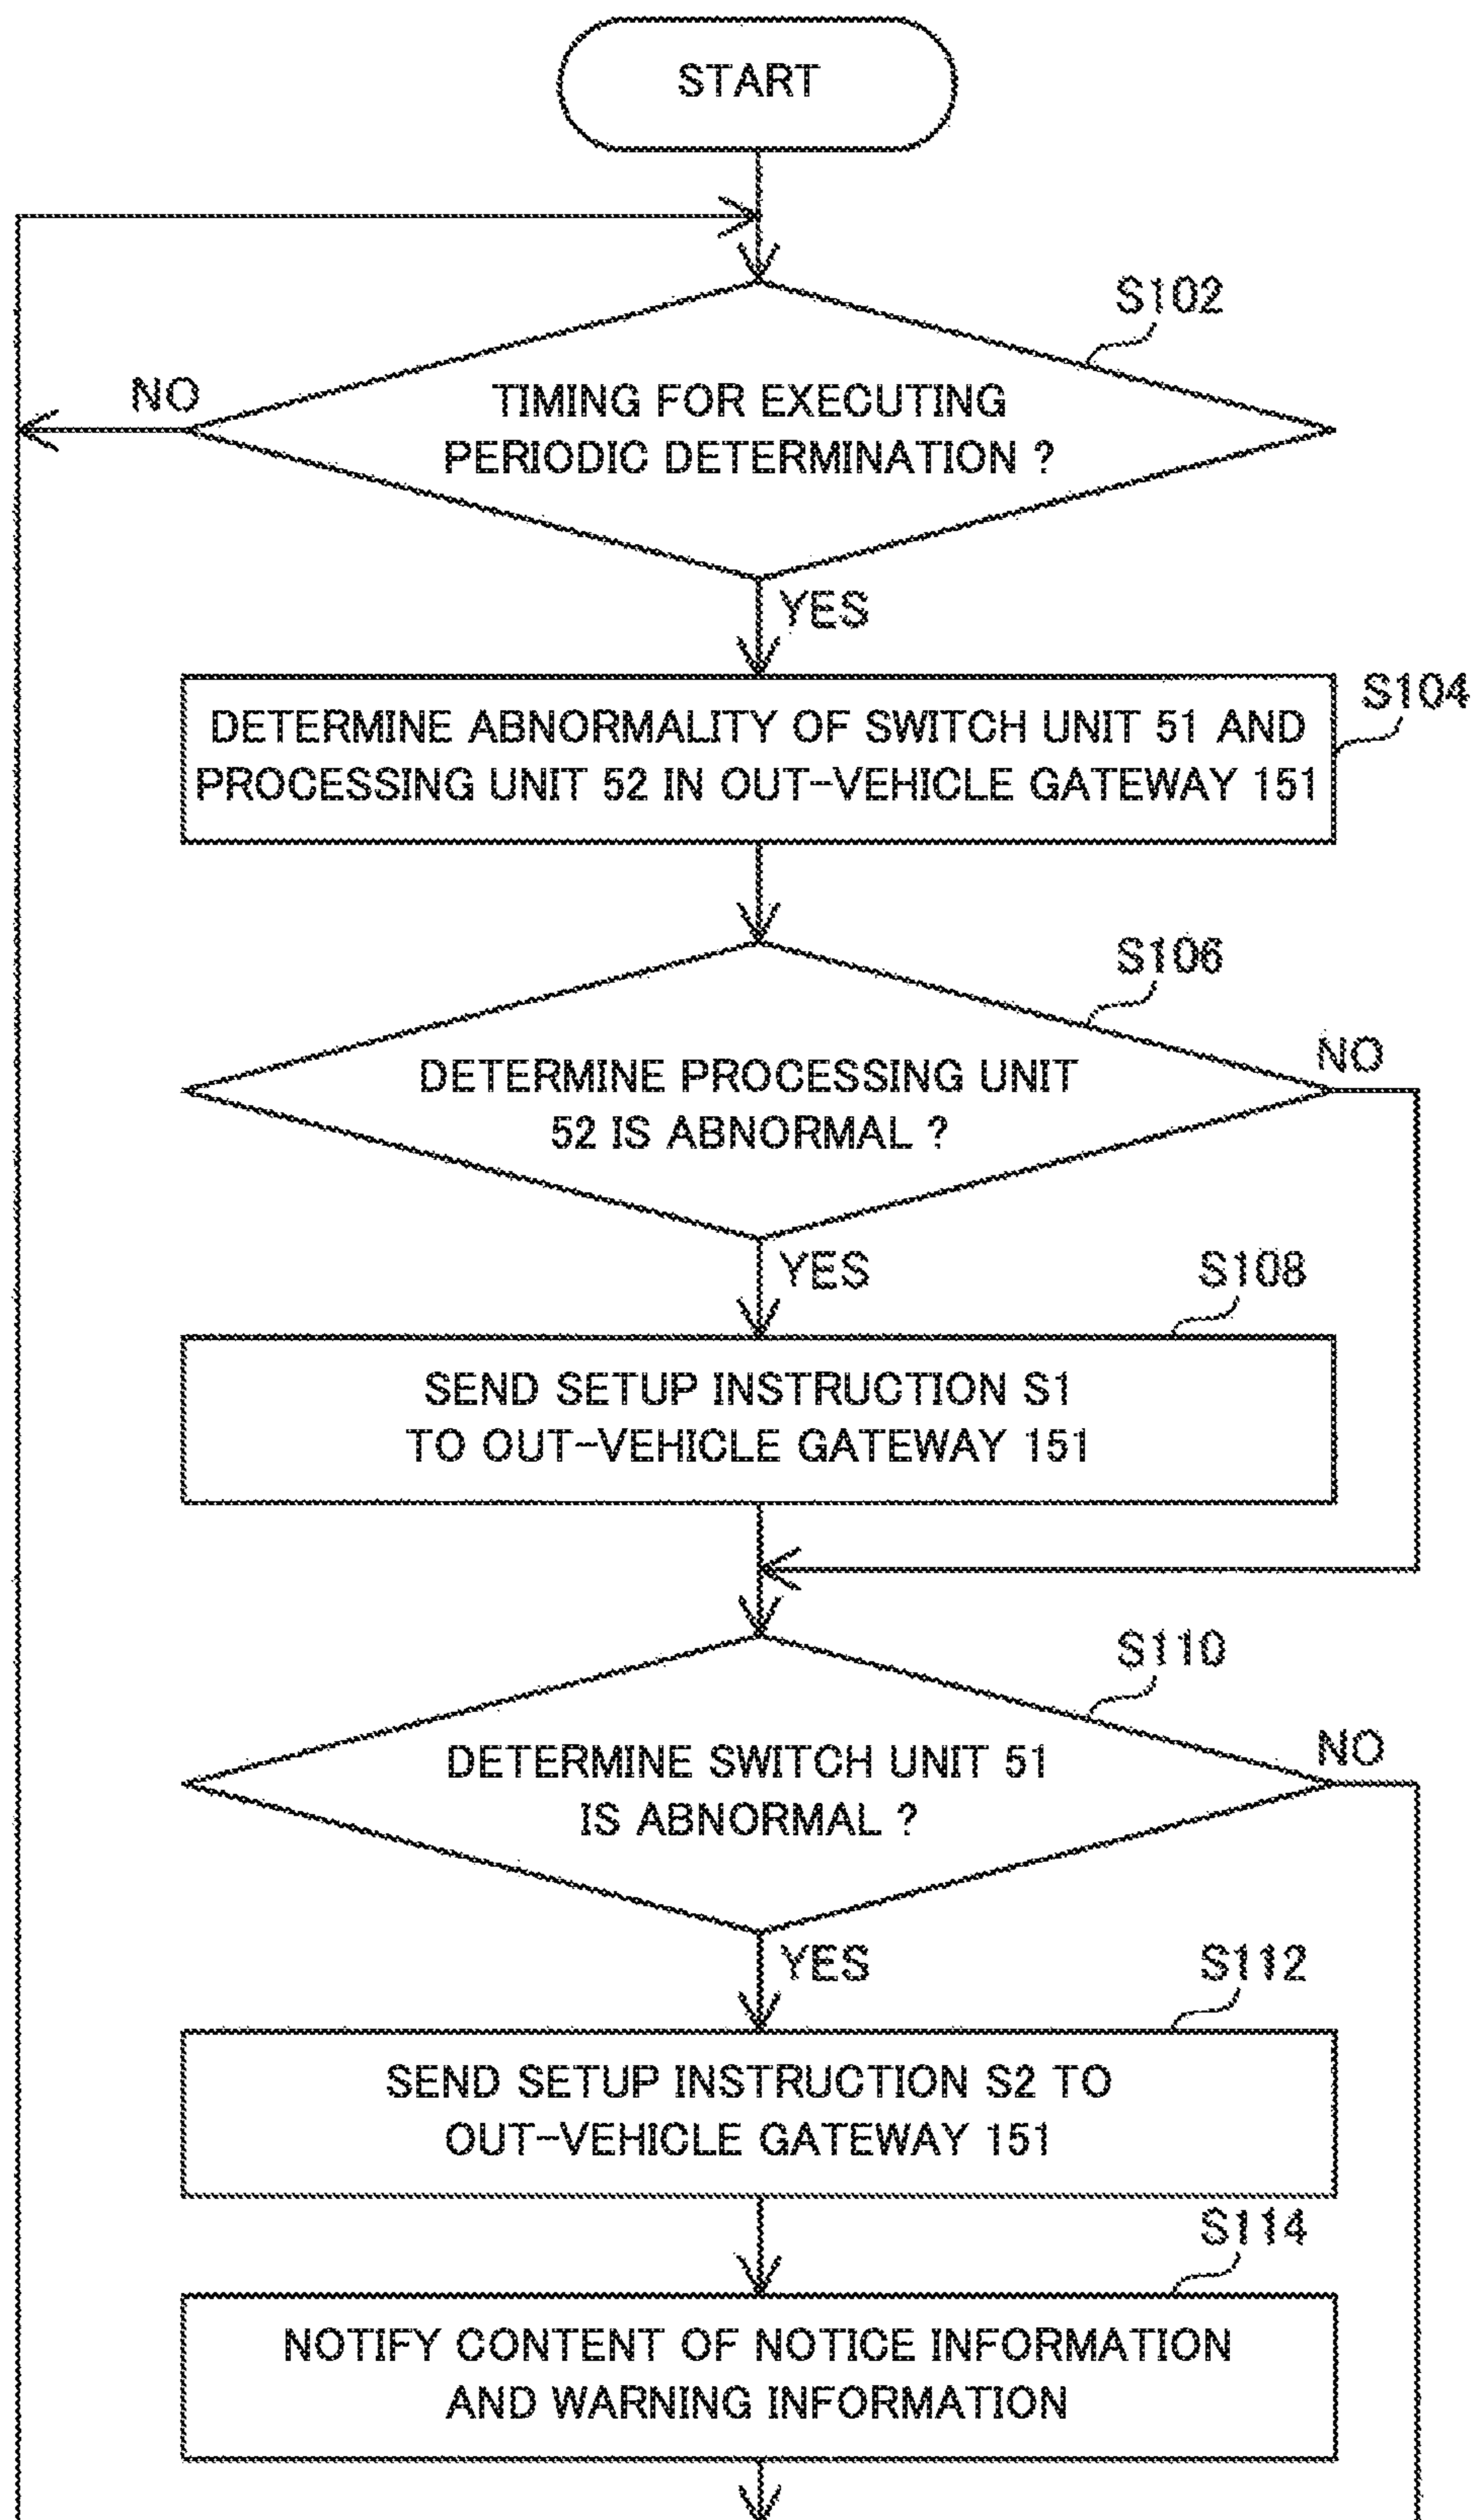 START
S102
NO
TIMING FOR EXECUTING
PERIODIC DETERMINATION ?
YES
S104
DETERMINE ABNORMALITY OF SWITCH UNIT 51 AND
PROCESSING UNIT 52 IN OUT-VEHICLE GATEWAY 151
S106
NO
DETERMINE PROCESSING UNIT
52 IS ABNORMAL ?
YES
S108
SEND SETUP INSTRUCTION S1
TO OUT-VEHICLE GATEWAY 151
S110
NO
DETERMINE SWITCH UNIT 51
IS ABNORMAL ?
YES
S112
SEND SETUP INSTRUCTION S2 TO
OUT-VEHICLE GATEWAY 151
S114
NOTIFY CONTENT OF NOTICE INFORMATION
AND WARNING INFORMATION